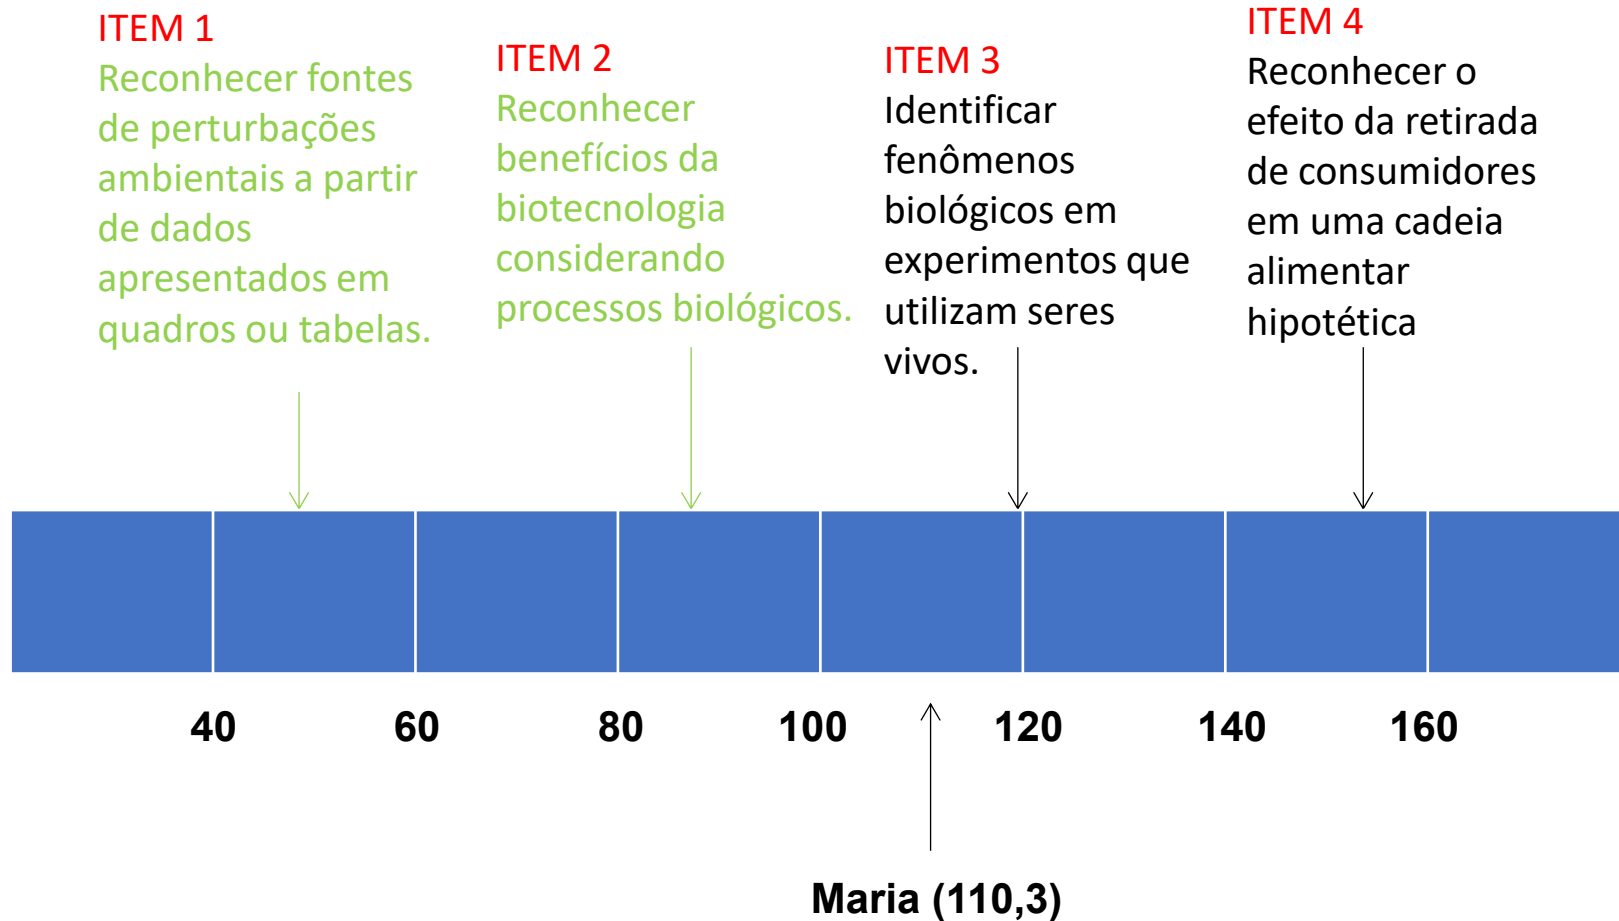 ITEM 1
Reconhecer fontes
de perturbações
ambientais a partir
de dados
apresentados em
quadros ou tabelas.
ITEM 2
Reconhecer
benefícios da
biotecnologia
considerando
processos biológicos.
ITEM 3
Identificar
fenômenos
biológicos em
experimentos que
utilizam seres
vivos.
ITEM 4
Reconhecer o
efeito da retirada
de consumidores
em uma cadeia
alimentar
hipotética
40 60 80 100 120 140 160
Maria (110,3)